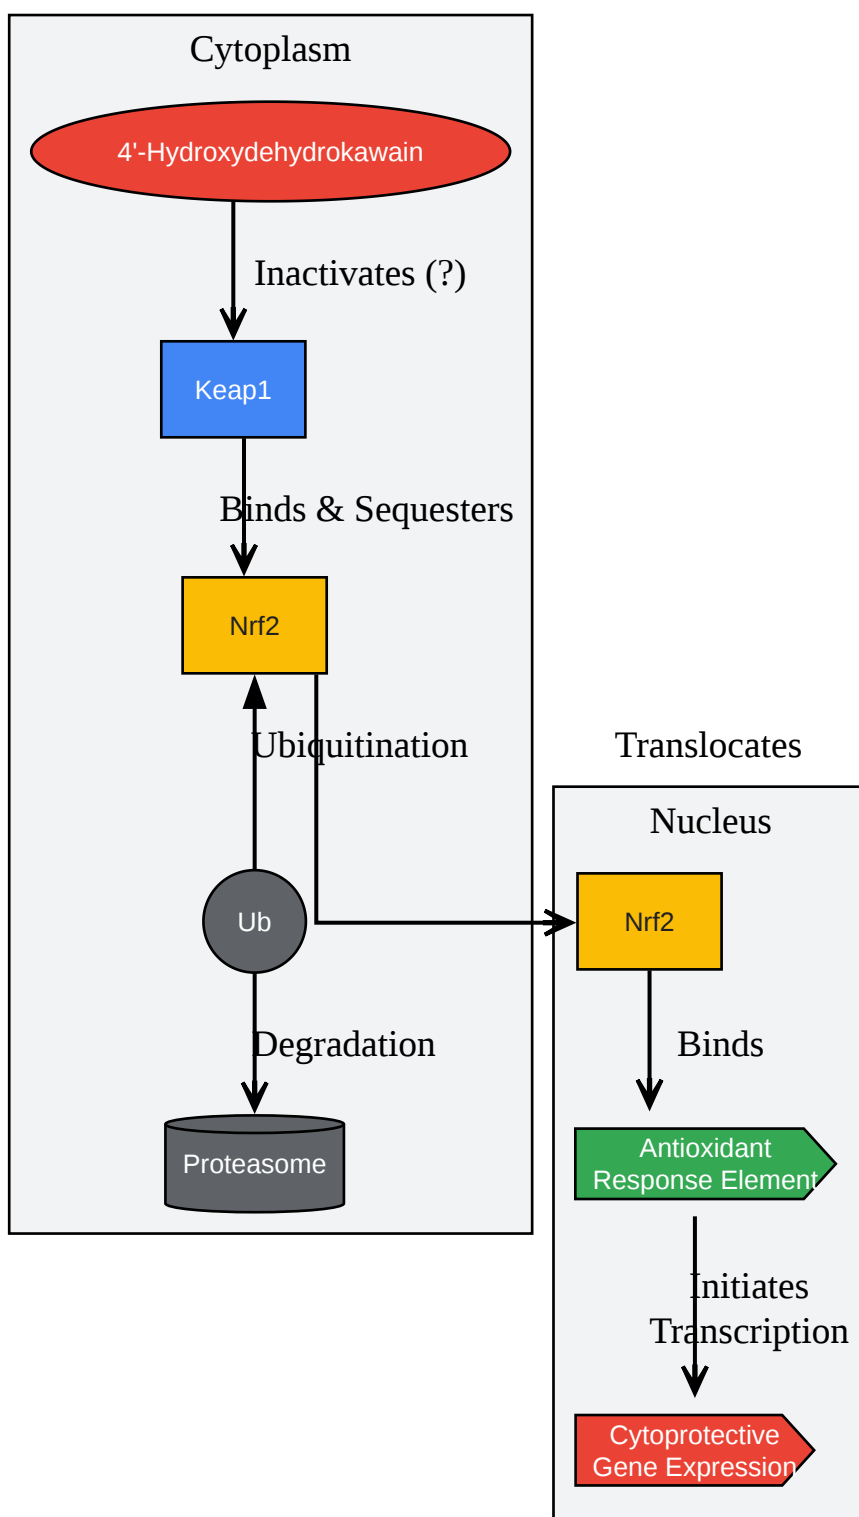 Cytoplasm
4'-Hydroxydehydrokawain
Inactivates (?)
Keap1
Binds & Sequesters
Nrf2
Ubiquitination
Ub
Degradation
Proteasome
Translocates
Nucleus
Nrf2
Binds
Antioxidant
Response Element
Initiates
Transcription
Cytoprotective
Gene Expression